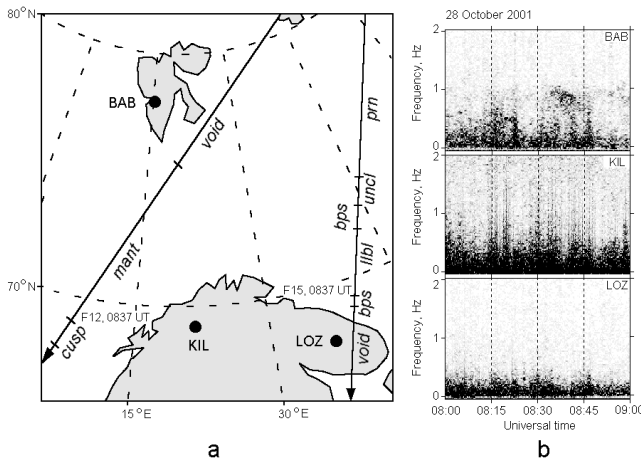 80°N
70°N
15°E
30°E
BAB
KIL
LOZ
void
mant
cusp
F12, 0837 UT
prn
uncl
bps
llbl
bps
void
F15, 0837 UT
a
28 October 2001
BAB
Frequency, Hz
2
1
0
KIL
Frequency, Hz
2
1
0
LOZ
Frequency, Hz
2
1
0
08:00 08:15 08:30 08:45 09:00
Universal time
b